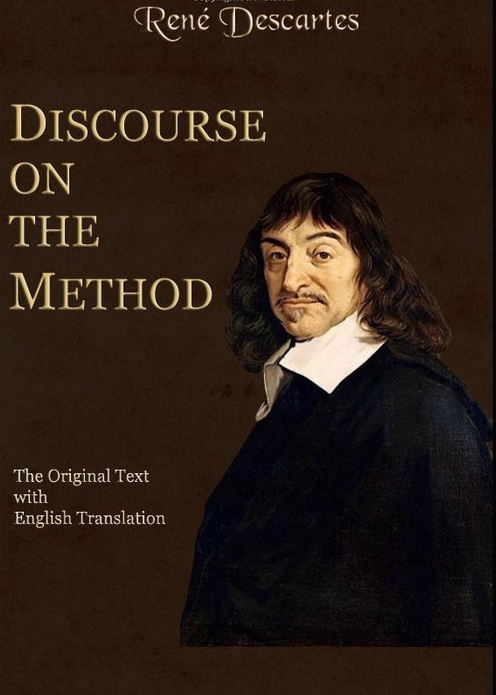 René Descartes
DISCOURSE
ON
THE
METHOD
The Original Text
with
English Translation